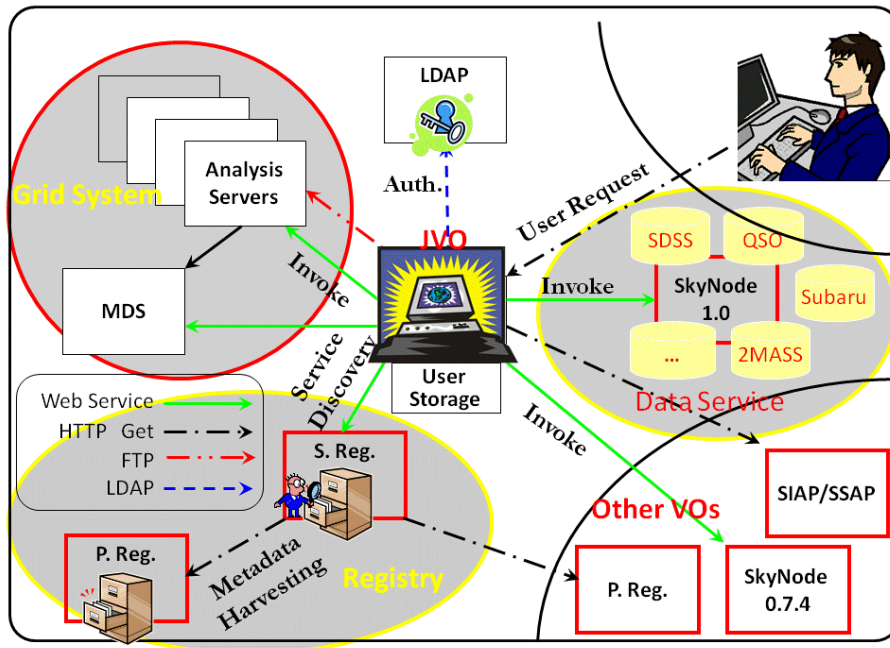 LDAP
Grid System
Analysis
Servers
Auth.
User Request
JVO
SDSS
QSO
SkyNode
1.0
Subaru
...
2MASS
Data Service
Invoke
Invoke
MDS
Service
Discovery
User
Storage
Invoke
Web Service
HTTP Get
FTP
LDAP
S. Reg.
P. Reg.
Metadata
Harvesting
Registry
Other VOs
SIAP/SSAP
P. Reg.
SkyNode
0.7.4